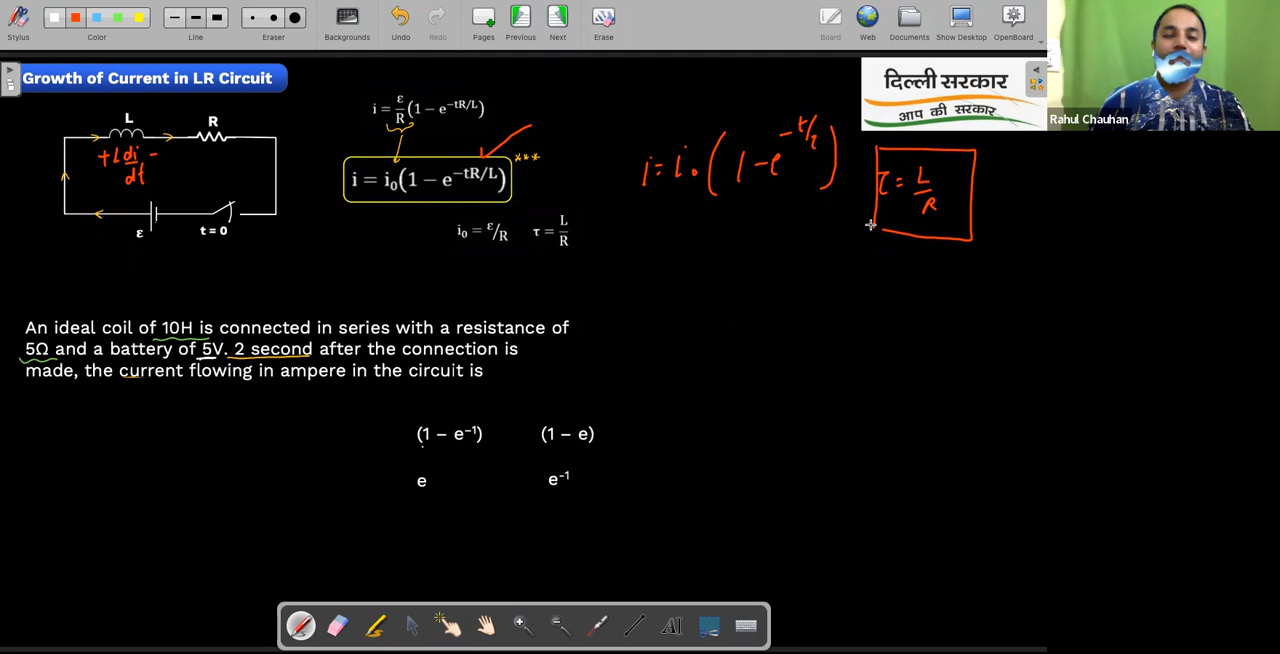 Stylus
Color
Line
Eraser
Backgrounds
Undo
Redo
Pages
Previous
Next
Erase
Board
Web
Documents
Show Desktop
OpenBoard
Growth of Current in LR Circuit
दिल्ली सरकार
आप की सरकार
Rahul Chauhan
L
R
+L di/dt −
ε
t = 0
i = ε/R (1 − e^−tR/L)
i = i₀(1 − e^−tR/L)
***
i₀ = ε/R τ = L/R
i = i₀ (1 − e^−t/τ)
τ = L/R
An ideal coil of 10H is connected in series with a resistance of
5Ω and a battery of 5V. 2 second after the connection is
made, the current flowing in ampere in the circuit is
(1 − e⁻¹) (1 − e)
e e⁻¹
AI